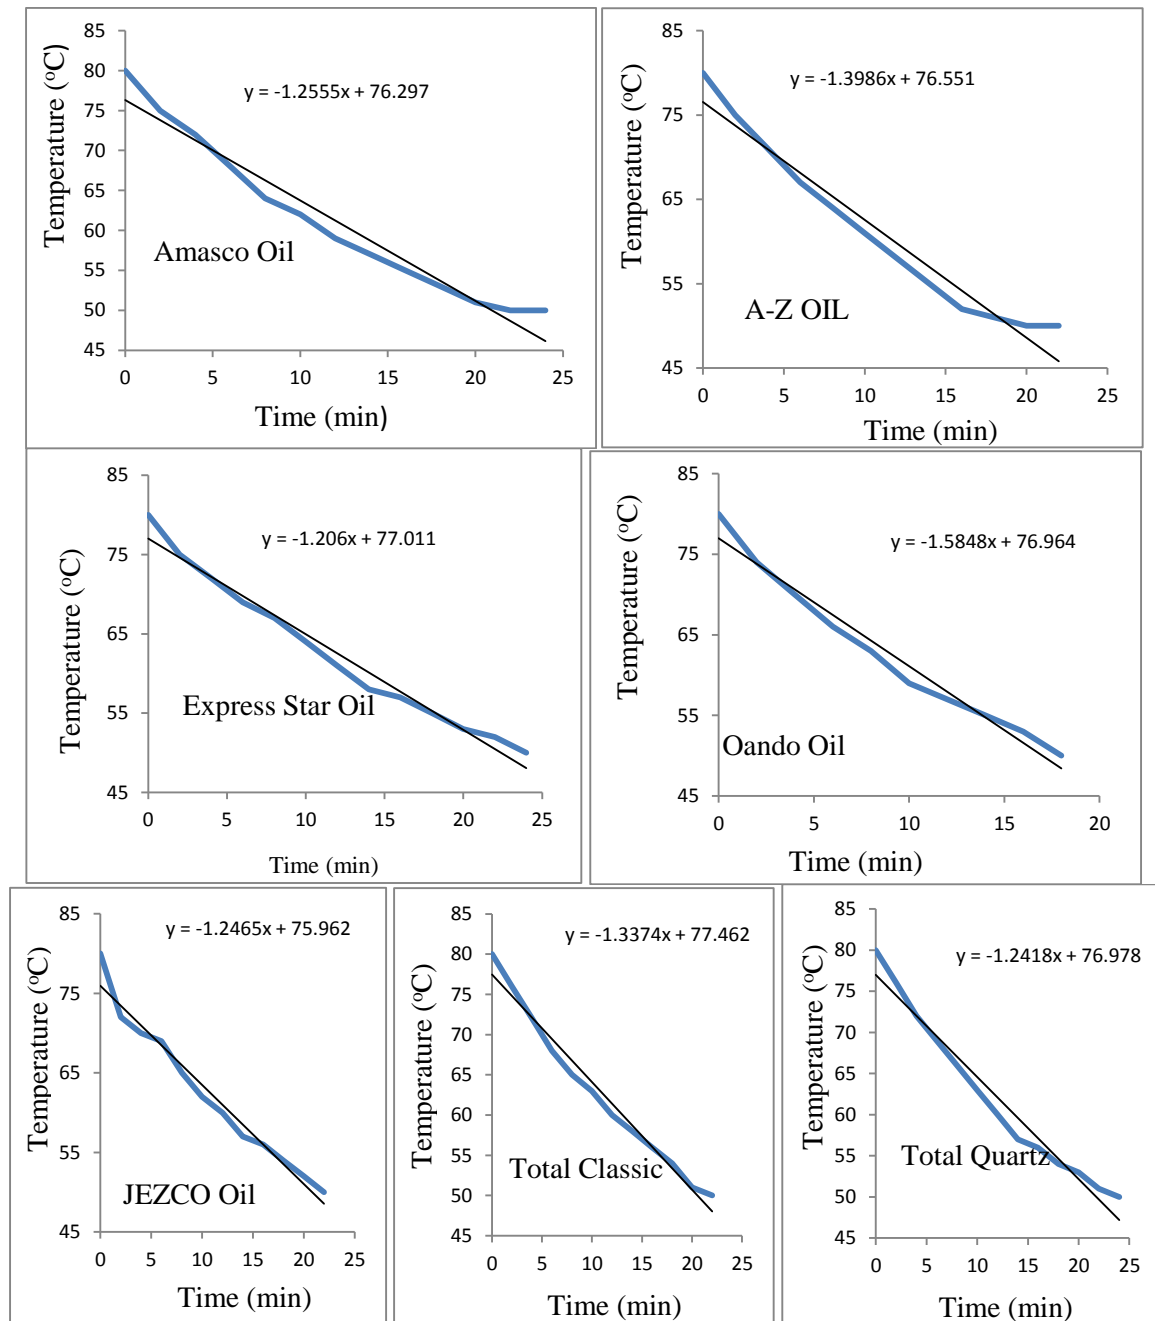 85
80
75
70
65
60
55
50
45
0 5 10 15 20 25
Temperature (ºC)
Time (min)
y = -1.2555x + 76.297
Amasco Oil
85
75
65
55
45
0 5 10 15 20 25
Temperature (ºC)
Time (min)
y = -1.3986x + 76.551
A-Z OIL
85
75
65
55
45
0 5 10 15 20 25
Temperature (ºC)
Time (min)
y = -1.206x + 77.011
Express Star Oil
85
75
65
55
45
0 5 10 15 20
Temperature (ºC)
Time (min)
y = -1.5848x + 76.964
Oando Oil
85
75
65
55
45
0 5 10 15 20 25
Temperature (ºC)
Time (min)
y = -1.2465x + 75.962
JEZCO Oil
85
80
75
70
65
60
55
50
45
0 5 10 15 20 25
Temperature (ºC)
Time (min)
y = -1.3374x + 77.462
Total Classic
85
80
75
70
65
60
55
50
45
0 5 10 15 20 25
Temperature (ºC)
Time (min)
y = -1.2418x + 76.978
Total Quartz